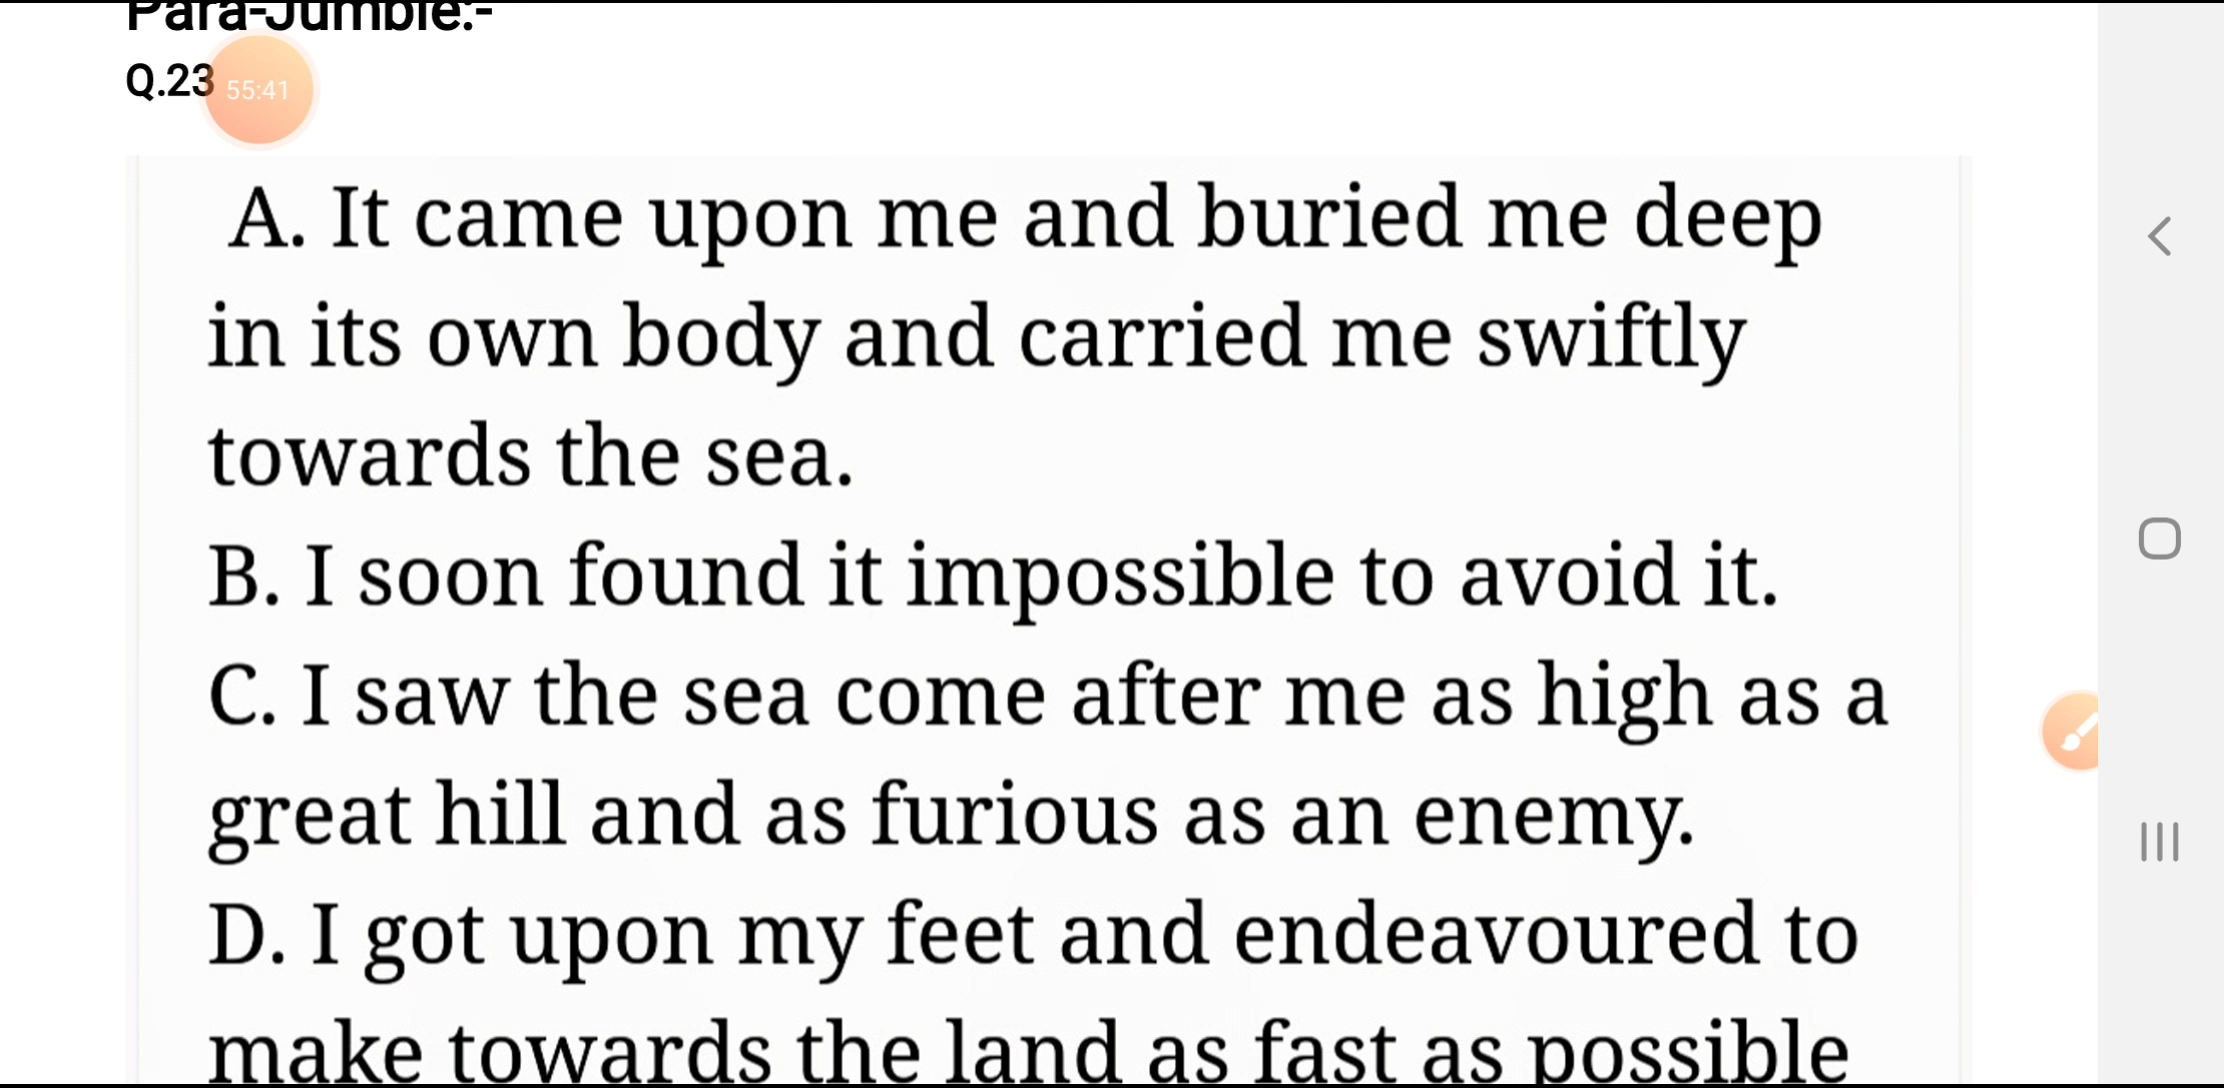 Para-Jumble:-
Q.23
55:41
A. It came upon me and buried me deep
in its own body and carried me swiftly
towards the sea.
B. I soon found it impossible to avoid it.
C. I saw the sea come after me as high as a
great hill and as furious as an enemy.
D. I got upon my feet and endeavoured to
make towards the land as fast as possible